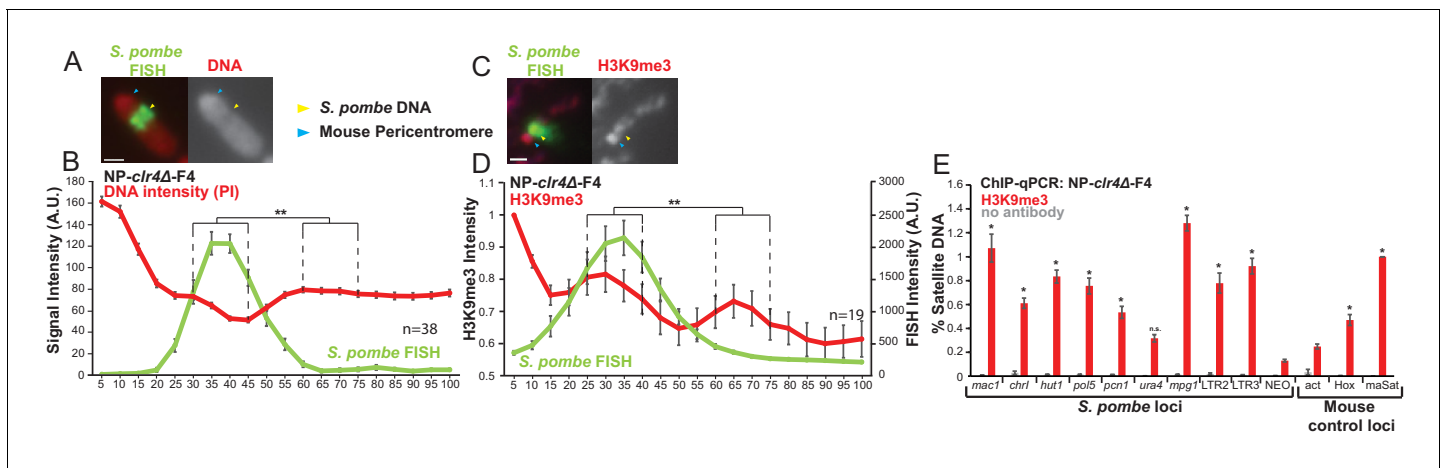 A
S. pombe
FISH
DNA
S. pombe DNA
Mouse Pericentromere
C
S. pombe
FISH
H3K9me3
B
NP-clr4Δ-F4
DNA intensity (PI)
Signal Intensity (A.U.)
180
160
140
120
100
80
60
40
20
0
**
n=38
S. pombe FISH
5 10 15 20 25 30 35 40 45 50 55 60 65 70 75 80 85 90 95 100
D
NP-clr4Δ-F4
H3K9me3
H3K9me3 Intensity
1.1
1
0.9
0.8
0.7
0.6
0.5
**
n=19
S. pombe FISH
3000
2500
2000
1500
1000
500
0
FISH Intensity (A.U.)
5 10 15 20 25 30 35 40 45 50 55 60 65 70 75 80 85 90 95 100
E
ChIP-qPCR: NP-clr4Δ-F4
H3K9me3
no antibody
% Satellite DNA
1.6
1.4
1.2
1
0.8
0.6
0.4
0.2
0
* * * * * n.s. * * * * *
mac1 chrI hut1 pol5 pcn1 ura4 mpg1 LTR2 LTR3 NEO act Hox maSat
S. pombe loci
Mouse
control loci